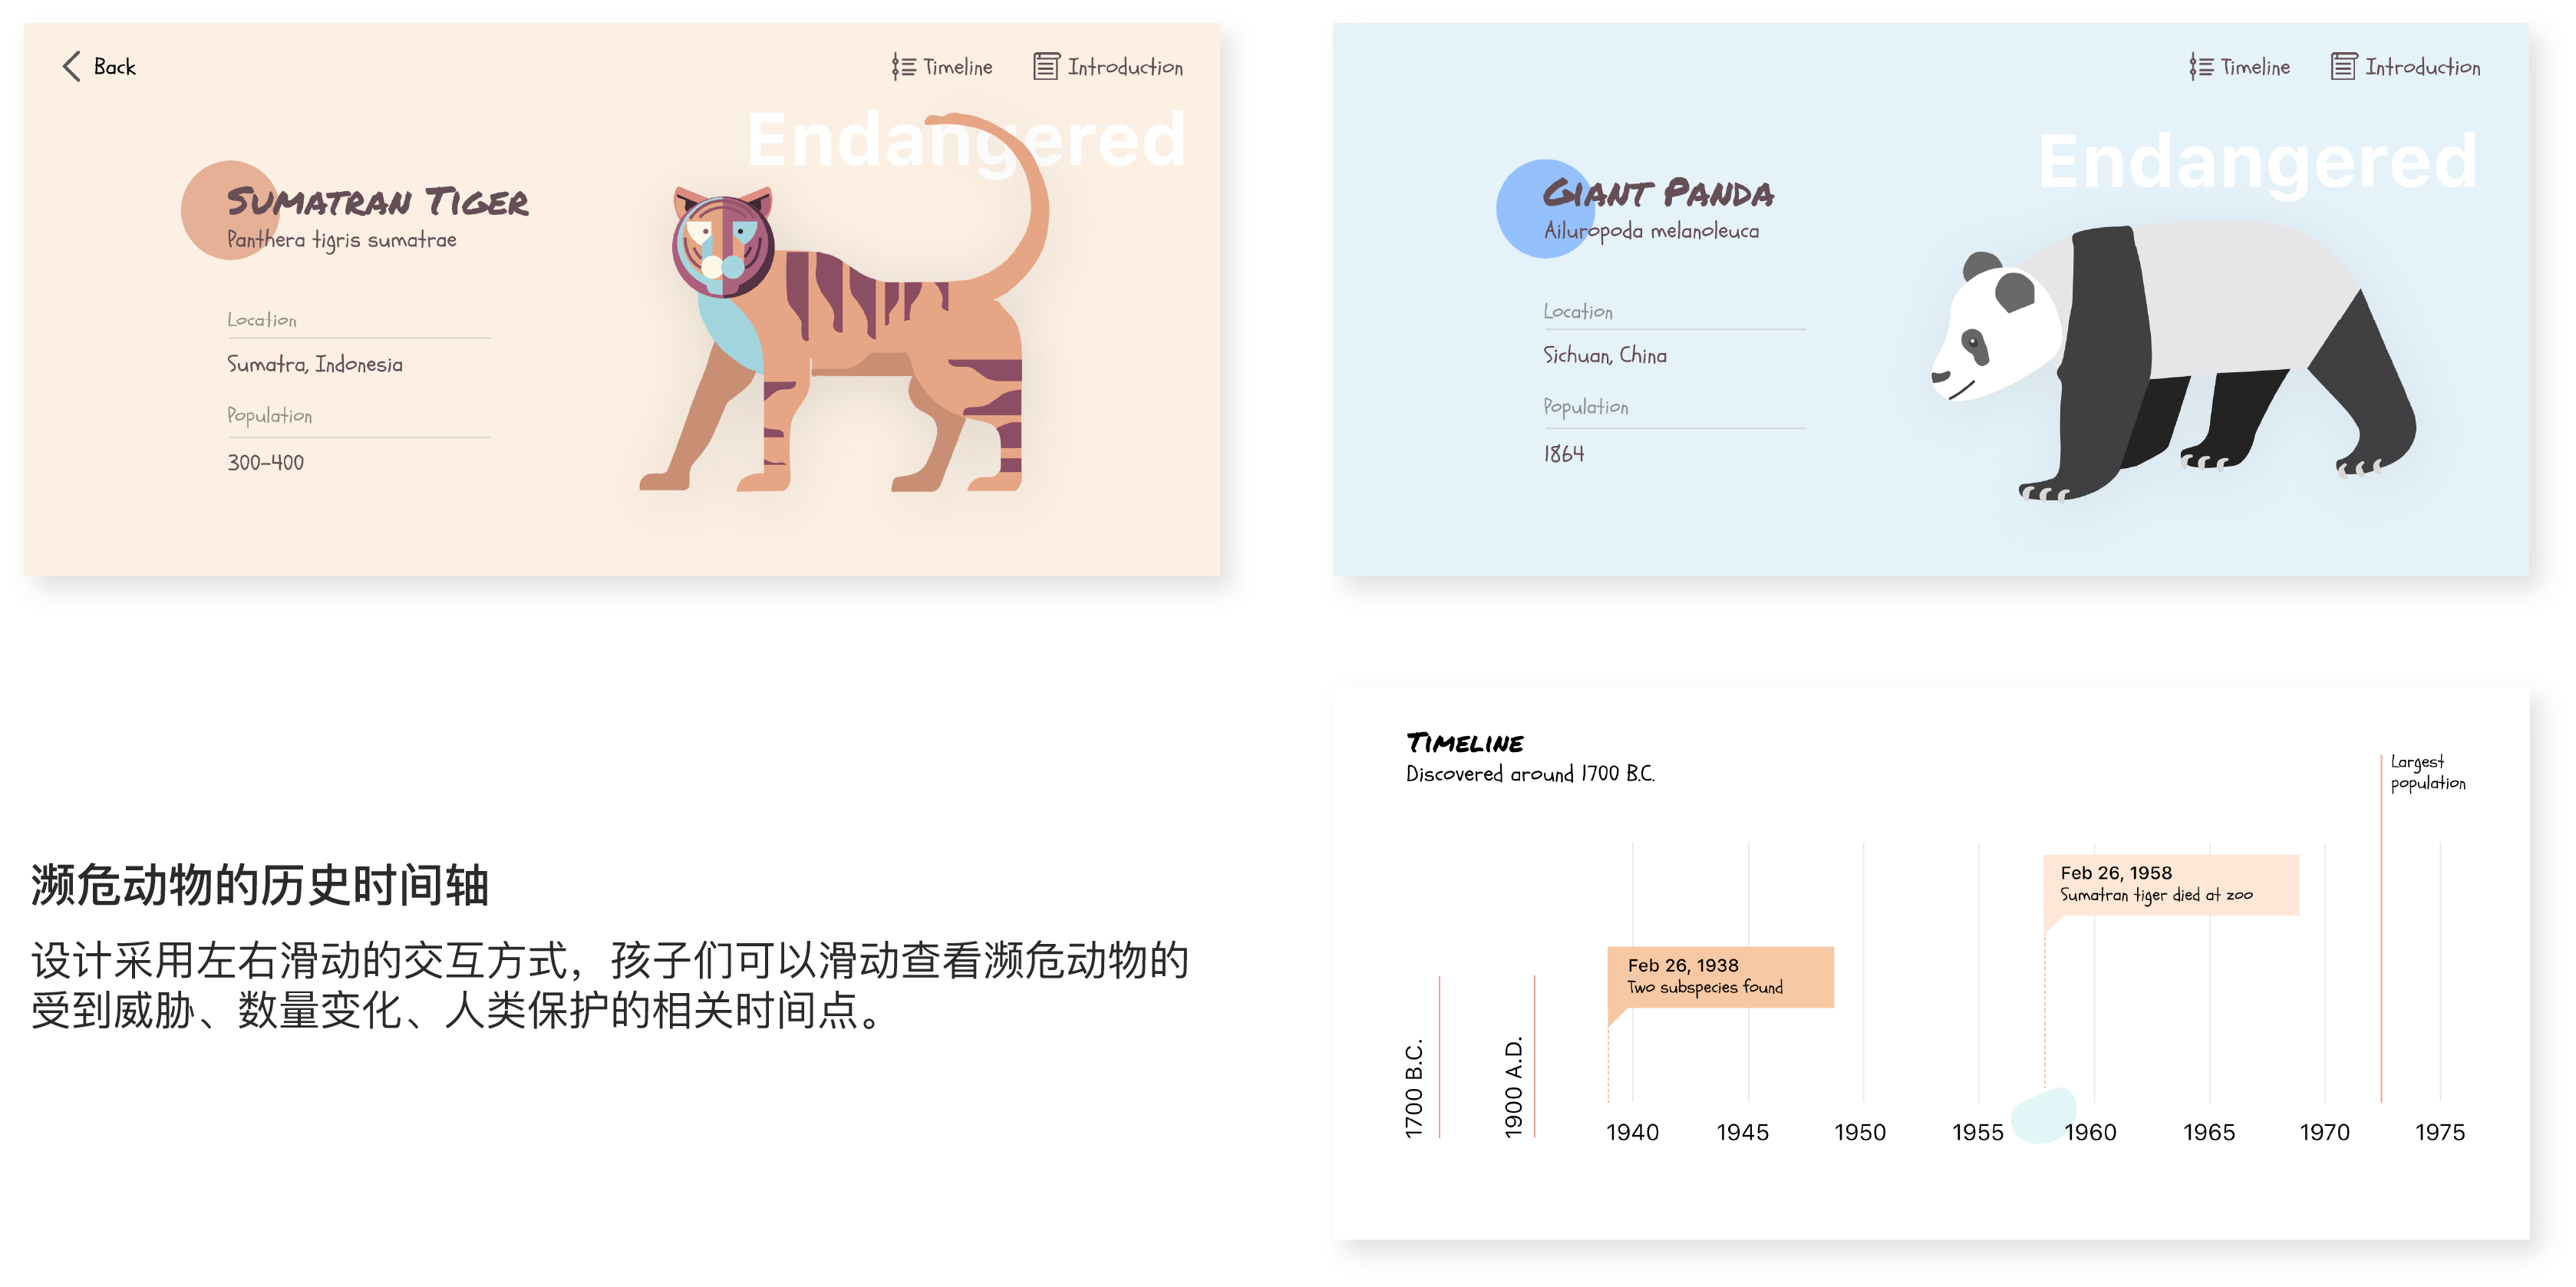 Back
Timeline
Introduction
Endangered
SUMATRAN TIGER
Panthera tigris sumatrae
Location
Sumatra, Indonesia
Population
300-400
Timeline
Introduction
Endangered
GIANT PANDA
Ailuropoda melanoleuca
Location
Sichuan, China
Population
1864
濒危动物的历史时间轴
设计采用左右滑动的交互方式，孩子们可以滑动查看濒危动物的
受到威胁、数量变化、人类保护的相关时间点。
TIMELINE
Discovered around 1700 B.C.
Largest
population
Feb 26, 1958
Sumatran tiger died at zoo
Feb 26, 1938
Two subspecies found
1700 B.C.
1900 A.D.
1940
1945
1950
1955
1960
1965
1970
1975